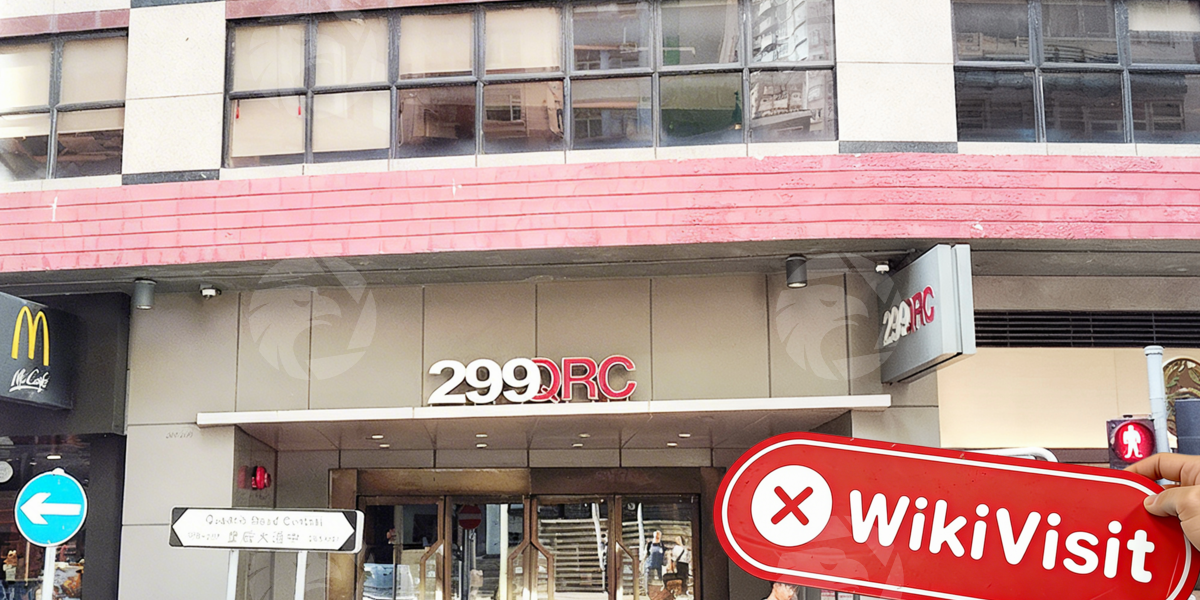 299QRC
299QRC
McCafé
Queen's Road Central
皇后大道中
WikiVisit